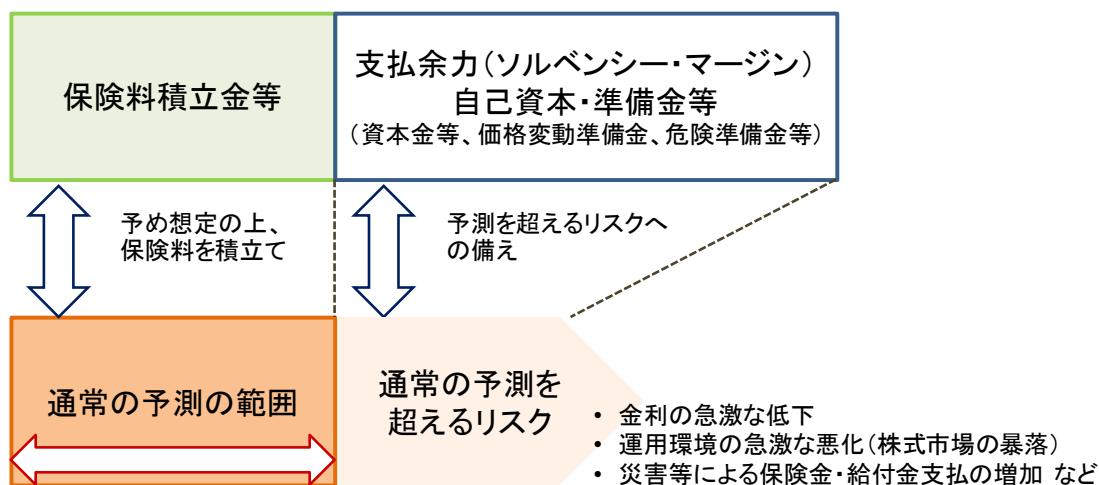 保険料積立金等
支払余力（ソルベンシー・マージン）
自己資本・準備金等
（資本金等、価格変動準備金、危険準備金等）
予め想定の上、
保険料を積立て
予測を超えるリスクへ
の備え
通常の予測の範囲
通常の予測を
超えるリスク
• 金利の急激な低下
• 運用環境の急激な悪化（株式市場の暴落）
• 災害等による保険金・給付金支払の増加 など